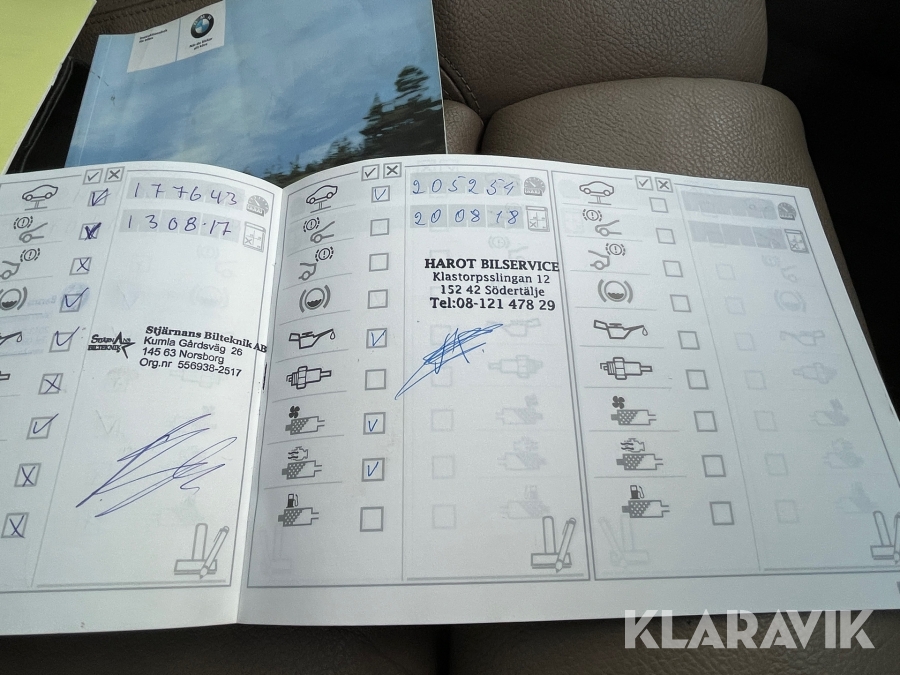 BMW
177643
130817
Stjärnans Bilteknik AB
Kumla Gårdsväg 26
145 63 Norsborg
Org.nr 556938-2517
205254
200818
HAROT BILSERVICE
Klastorpsslingan 12
152 42 Södertälje
Tel:08-121 478 29
KLARAVIK